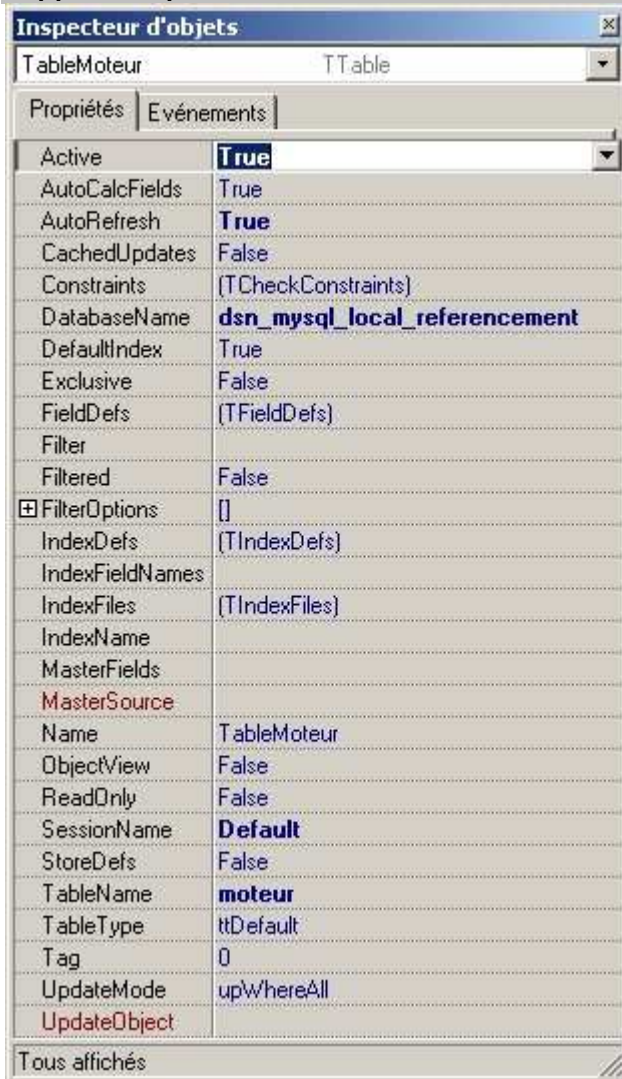 Inspecteur d'objets
TableMoteur TTable
Propriétés Evénements
Active True
AutoCalcFields True
AutoRefresh True
CachedUpdates False
Constraints (TCheckConstraints)
DatabaseName dsn_mysql_local_referencement
DefaultIndex True
Exclusive False
FieldDefs (TFieldDefs)
Filter
Filtered False
FilterOptions []
IndexDefs (TIndexDefs)
IndexFieldNames
IndexFiles (TIndexFiles)
IndexName
MasterFields
MasterSource
Name TableMoteur
ObjectView False
ReadOnly False
SessionName Default
StoreDefs False
TableName moteur
TableType ttDefault
Tag 0
UpdateMode upWhereAll
UpdateObject
Tous affichés